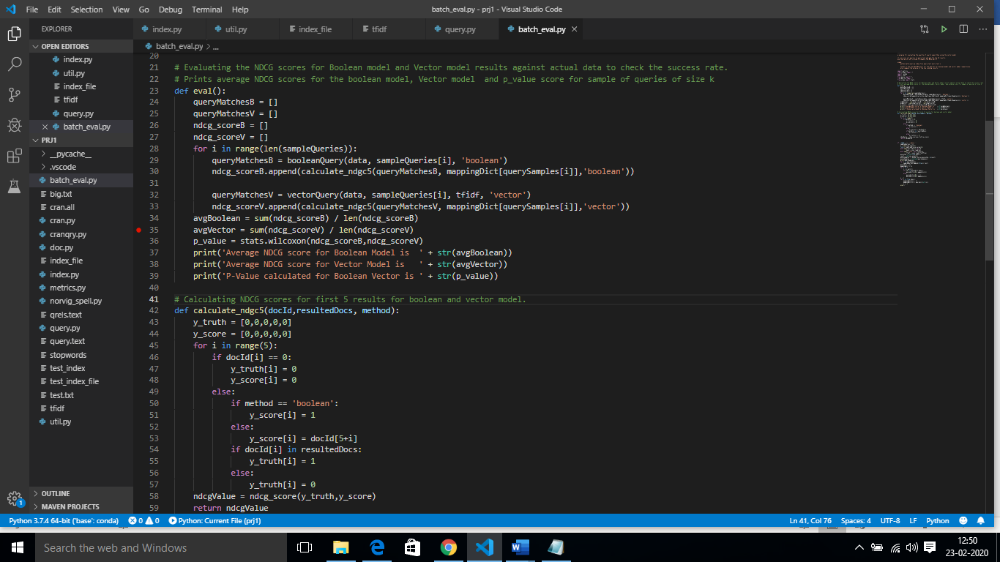 File Edit Selection View Go Debug Terminal Help
batch_eval.py - prj1 - Visual Studio Code
EXPLORER
index.py util.py index_file tfidf query.py batch_eval.py
batch_eval.py > ...
OPEN EDITORS
index.py
util.py
index_file
tfidf
query.py
batch_eval.py
PRJ1
__pycache__
.vscode
batch_eval.py
big.txt
cran.all
cran.py
cranqry.py
doc.py
index_file
index.py
metrics.py
norvig_spell.py
qrels.text
query.py
query.text
stopwords
test_index
test_index_file
test.txt
tfidf
util.py
OUTLINE
MAVEN PROJECTS
20
21 # Evaluating the NDCG scores for Boolean model and Vector model results against actual data to check the success rate.
22 # Prints average NDCG scores for the boolean model, Vector model  and p_value score for sample of queries of size k
23 def eval():
24     queryMatchesB = []
25     queryMatchesV = []
26     ndcg_scoreB = []
27     ndcg_scoreV = []
28     for i in range(len(sampleQueries)):
29         queryMatchesB = booleanQuery(data, sampleQueries[i], 'boolean')
30         ndcg_scoreB.append(calculate_ndgc5(queryMatchesB, mappingDict[querySamples[i]],'boolean'))
31
32         queryMatchesV = vectorQuery(data, sampleQueries[i], tfidf, 'vector')
33         ndcg_scoreV.append(calculate_ndgc5(queryMatchesV, mappingDict[querySamples[i]],'vector'))
34     avgBoolean = sum(ndcg_scoreB) / len(ndcg_scoreB)
35     avgVector = sum(ndcg_scoreV) / len(ndcg_scoreV)
36     p_value = stats.wilcoxon(ndcg_scoreB,ndcg_scoreV)
37     print('Average NDCG score for Boolean Model is  ' + str(avgBoolean))
38     print('Average NDCG score for Vector Model is   ' + str(avgVector))
39     print('P-Value calculated for Boolean Vector is ' + str(p_value))
40
41 # Calculating NDCG scores for first 5 results for boolean and vector model.
42 def calculate_ndgc5(docId,resultedDocs, method):
43     y_truth = [0,0,0,0,0]
44     y_score = [0,0,0,0,0]
45     for i in range(5):
46         if docId[i] == 0:
47             y_truth[i] = 0
48             y_score[i] = 0
49         else:
50             if method == 'boolean':
51                 y_score[i] = 1
52             else:
53                 y_score[i] = docId[5+i]
54             if docId[i] in resultedDocs:
55                 y_truth[i] = 1
56             else:
57                 y_truth[i] = 0
58     ndcgValue = ndcg_score(y_truth,y_score)
59     return ndcgValue
1
Python 3.7.4 64-bit ('base': conda) 0 0 Python: Current File (prj1)
Ln 41, Col 76 Spaces: 4 UTF-8 LF Python
Search the web and Windows
12:50
23-02-2020